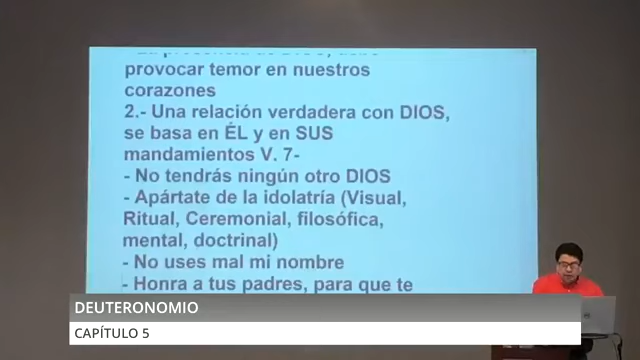 provocar temor en nuestros
corazones
2.- Una relación verdadera con DIOS,
se basa en ÉL y en SUS
mandamientos V. 7-
- No tendrás ningún otro DIOS
- Apártate de la idolatría (Visual,
Ritual, Ceremonial, filosófica,
mental, doctrinal)
- No uses mal mi nombre
- Honra a tus padres, para que te
DEUTERONOMIO
CAPÍTULO 5